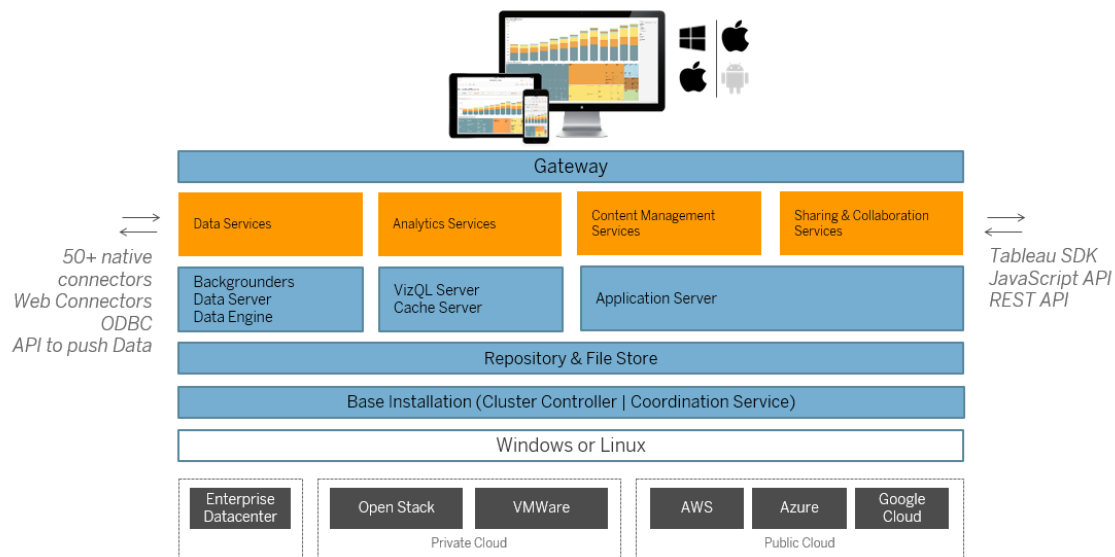 Gateway
Data Services
Analytics Services
Content Management
Services
Sharing & Collaboration
Services
50+ native
connectors
Web Connectors
ODBC
API to push Data
Backgrounders
Data Server
Data Engine
VizQL Server
Cache Server
Application Server
Tableau SDK
JavaScript API
REST API
Repository & File Store
Base Installation (Cluster Controller | Coordination Service)
Windows or Linux
Enterprise
Datacenter
Open Stack
VMWare
Private Cloud
AWS
Azure
Google
Cloud
Public Cloud